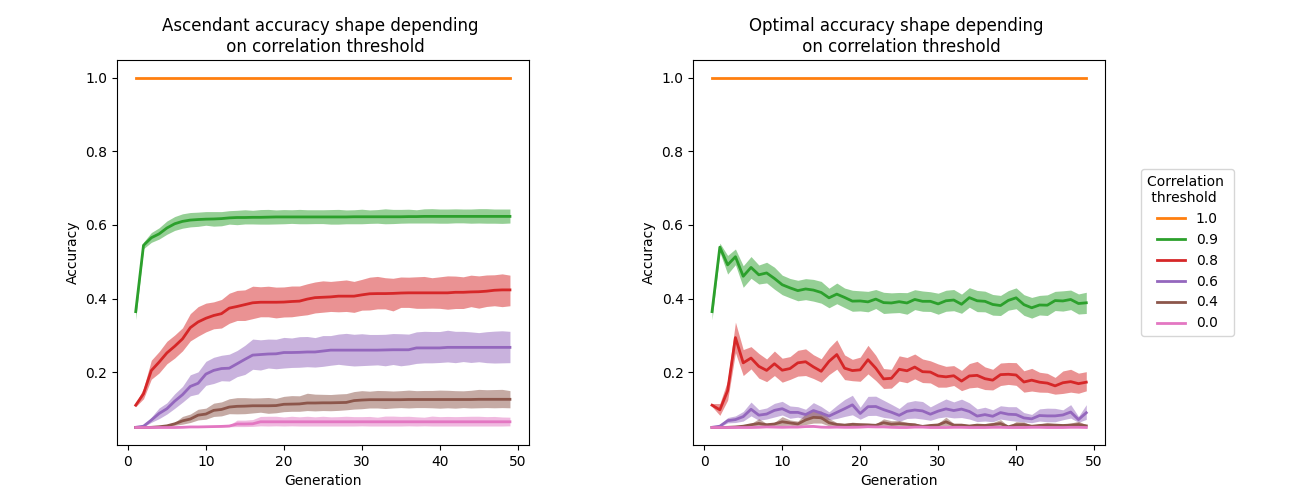 Ascendant accuracy shape depending
on correlation threshold
1.0
0.8
0.6
0.4
0.2
Accuracy
0
10
20
30
40
50
Generation
Optimal accuracy shape depending
on correlation threshold
1.0
0.8
0.6
0.4
0.2
Accuracy
0
10
20
30
40
50
Generation
Correlation
threshold
1.0
0.9
0.8
0.6
0.4
0.0